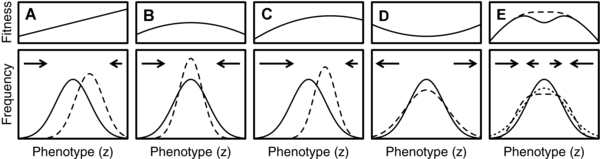 Fitness
A
B
C
D
E
Frequency
Phenotype (z)
Phenotype (z)
Phenotype (z)
Phenotype (z)
Phenotype (z)